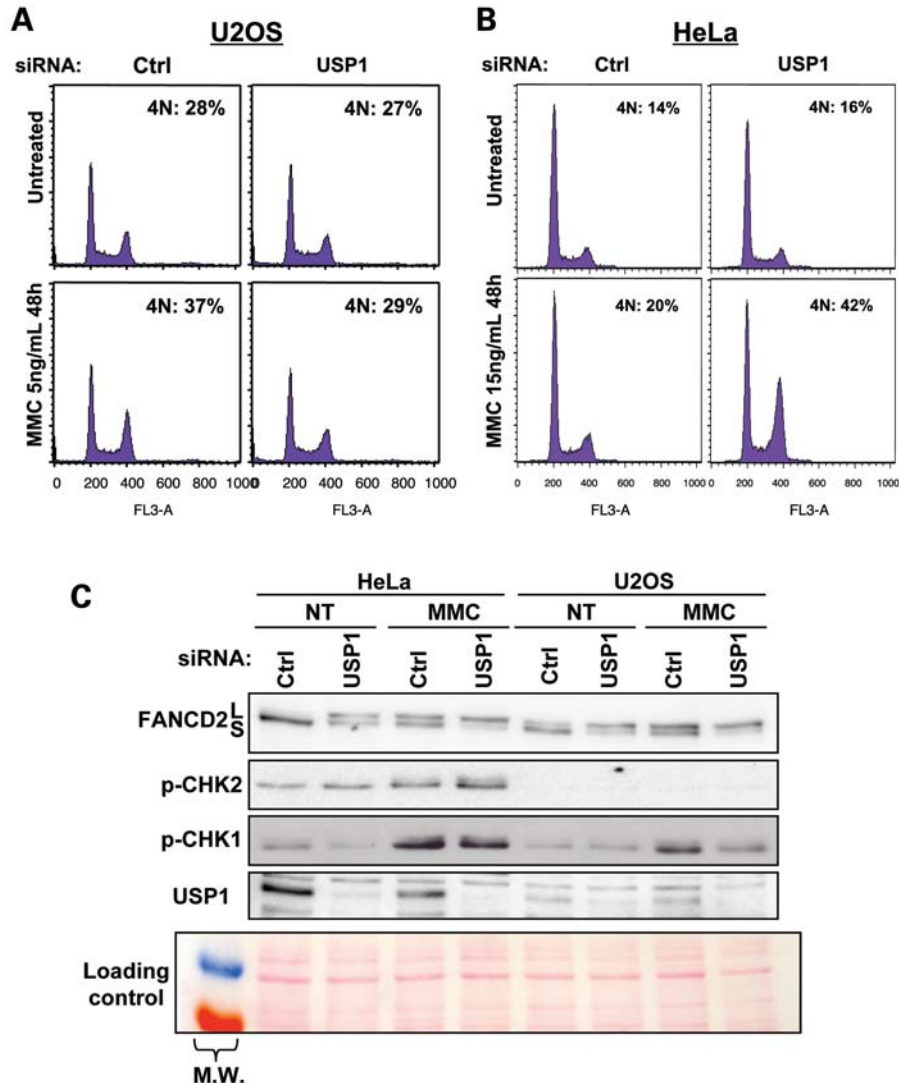 A
U2OS
siRNA: Ctrl USP1
Untreated
4N: 28% 4N: 27%
MMC 5ng/mL 48h
4N: 37% 4N: 29%
0 200 400 600 800 1000 0 200 400 600 800 1000
FL3-A FL3-A
B
HeLa
siRNA: Ctrl USP1
Untreated
4N: 14% 4N: 16%
MMC 15ng/mL 48h
4N: 20% 4N: 42%
0 200 400 600 800 1000 0 200 400 600 800 1000
FL3-A FL3-A
C
HeLa U2OS
NT MMC NT MMC
siRNA: Ctrl USP1 Ctrl USP1 Ctrl USP1 Ctrl USP1
FANCD2 L
S
p-CHK2
p-CHK1
USP1
Loading
control
M.W.